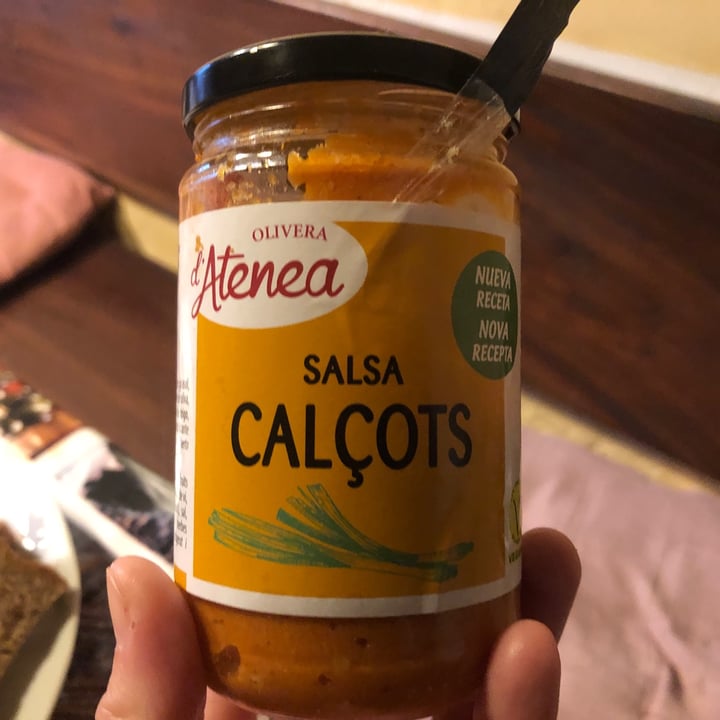 OLIVERA
d'Atenea
NUEVA
RECETA
NOVA
RECEPTA
SALSA
CALÇOTS